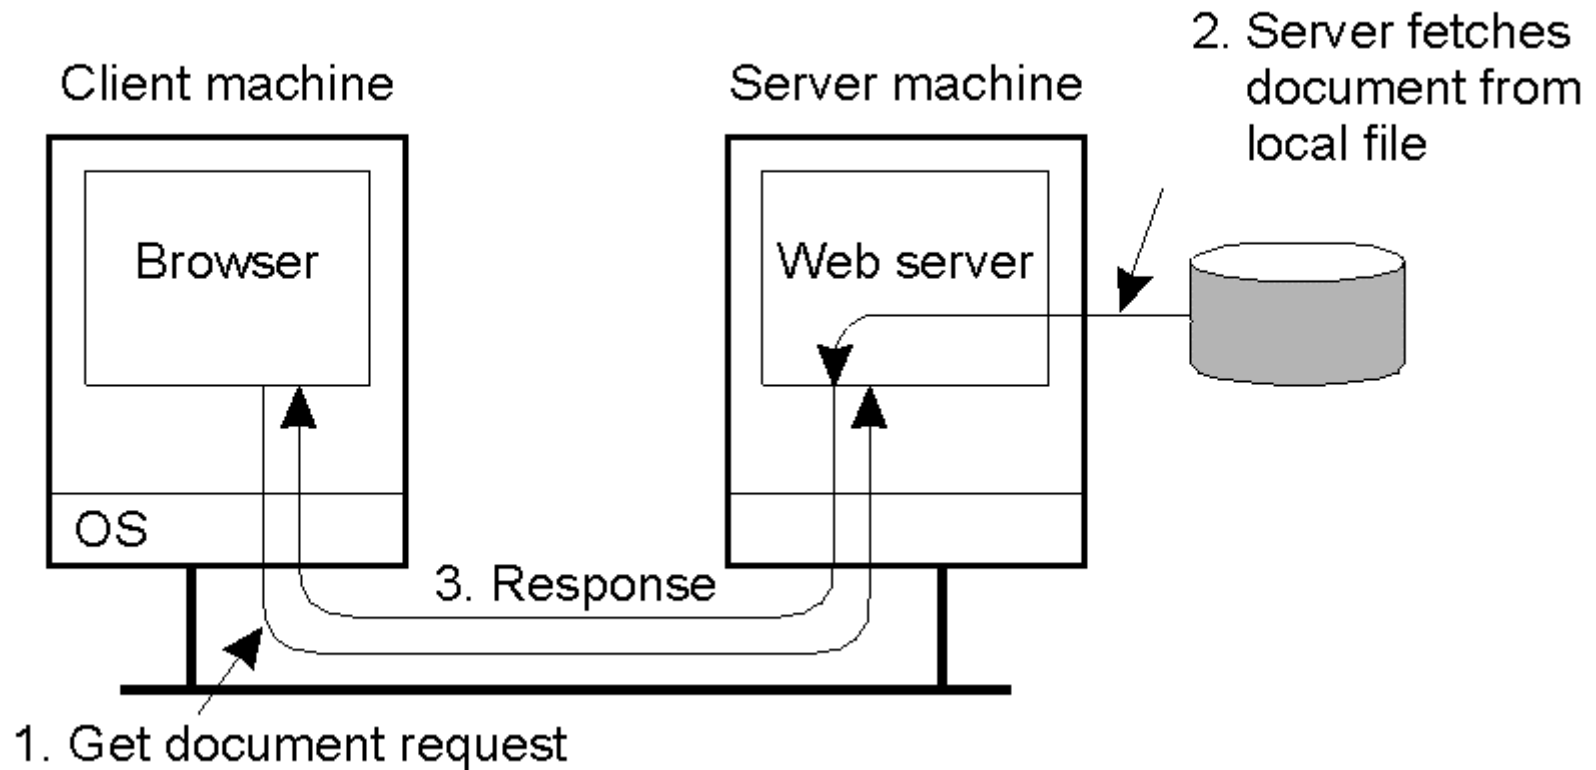 2. Server fetches
document from
local file
Client machine
Server machine
Browser
Web server
OS
3. Response
1. Get document request